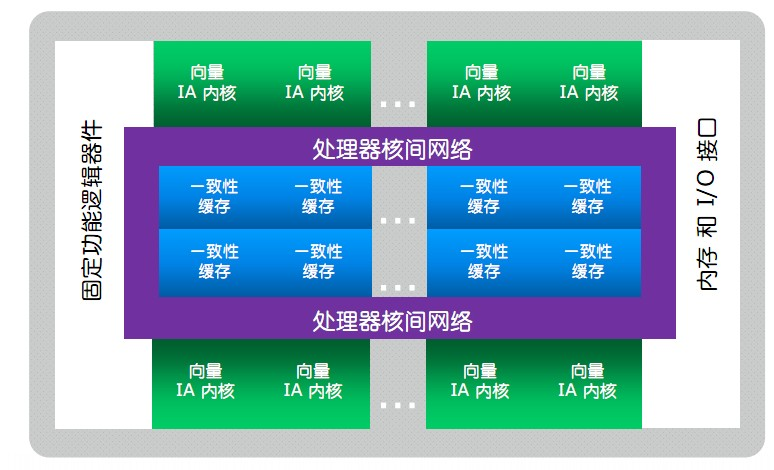 向量 向量 向量 向量
IA 内核 IA 内核 ... IA 内核 IA 内核
处理器核间网络
固定功能逻辑器件
一致性 一致性 一致性 一致性
缓存 缓存 ... 缓存 缓存
一致性 一致性 一致性 一致性
缓存 缓存 ... 缓存 缓存
内存 和 I/O 接口
处理器核间网络
向量 向量 向量 向量
IA 内核 IA 内核 ... IA 内核 IA 内核